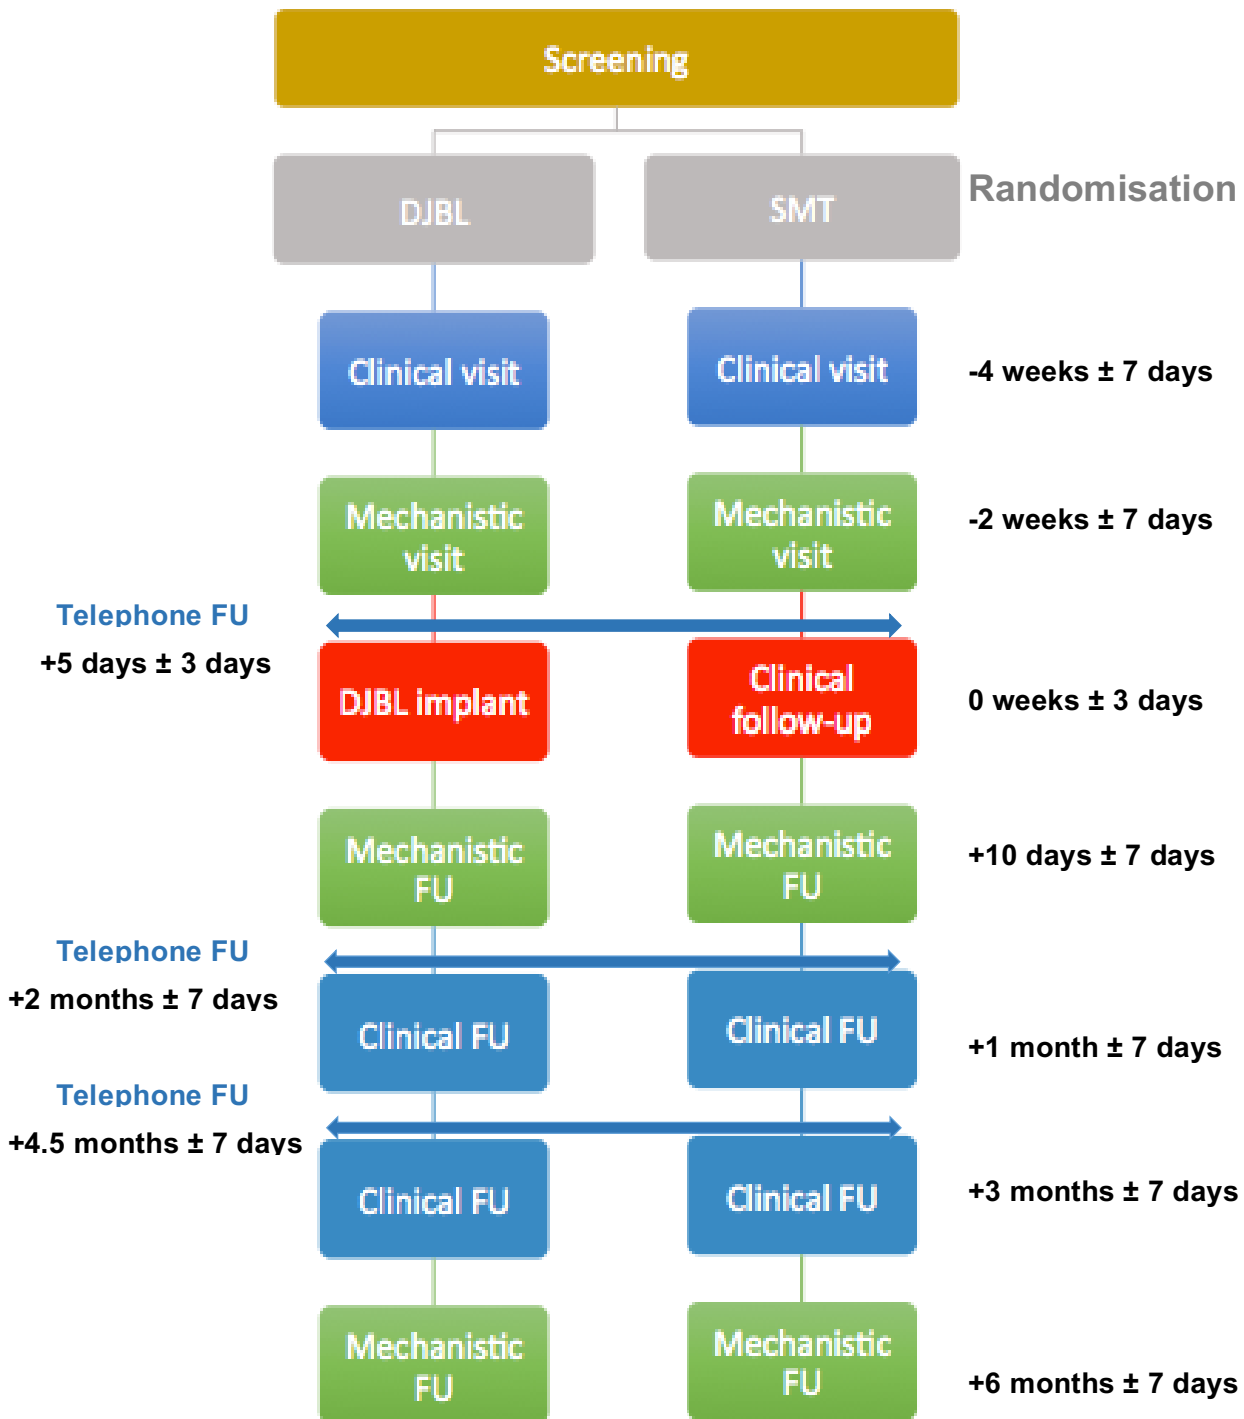 Screening
DJBL
SMT
Randomisation
Clinical visit
Clinical visit
-4 weeks ± 7 days
Mechanistic
visit
Mechanistic
visit
-2 weeks ± 7 days
Telephone FU
+5 days ± 3 days
DJBL implant
Clinical
follow-up
0 weeks ± 3 days
Mechanistic
FU
Mechanistic
FU
+10 days ± 7 days
Telephone FU
+2 months ± 7 days
Clinical FU
Clinical FU
+1 month ± 7 days
Telephone FU
+4.5 months ± 7 days
Clinical FU
Clinical FU
+3 months ± 7 days
Mechanistic
FU
Mechanistic
FU
+6 months ± 7 days